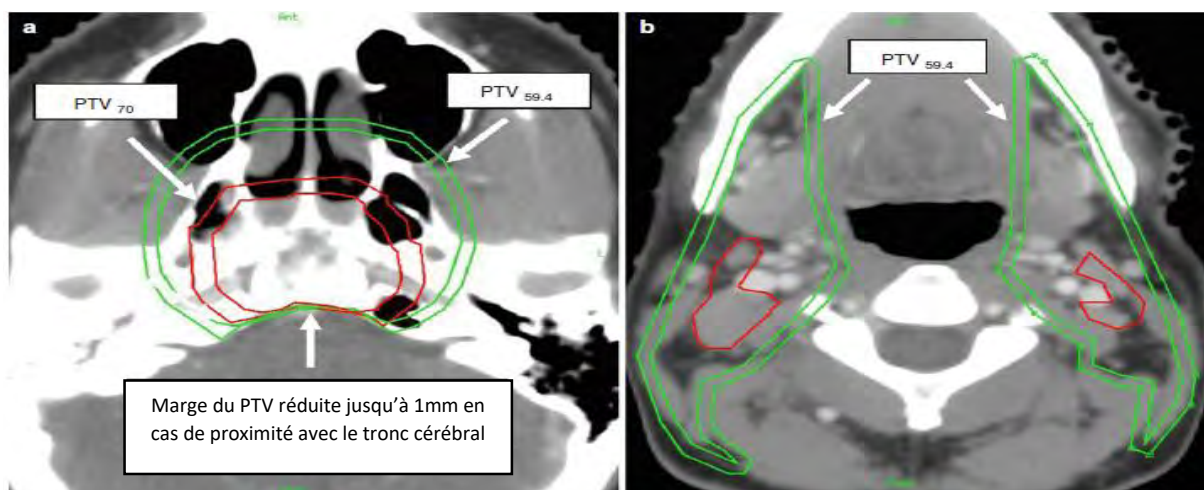 a
Ant
b
PTV 70
PTV 59.4
PTV 59.4
L
Marge du PTV réduite jusqu’à 1mm en
cas de proximité avec le tronc cérébral